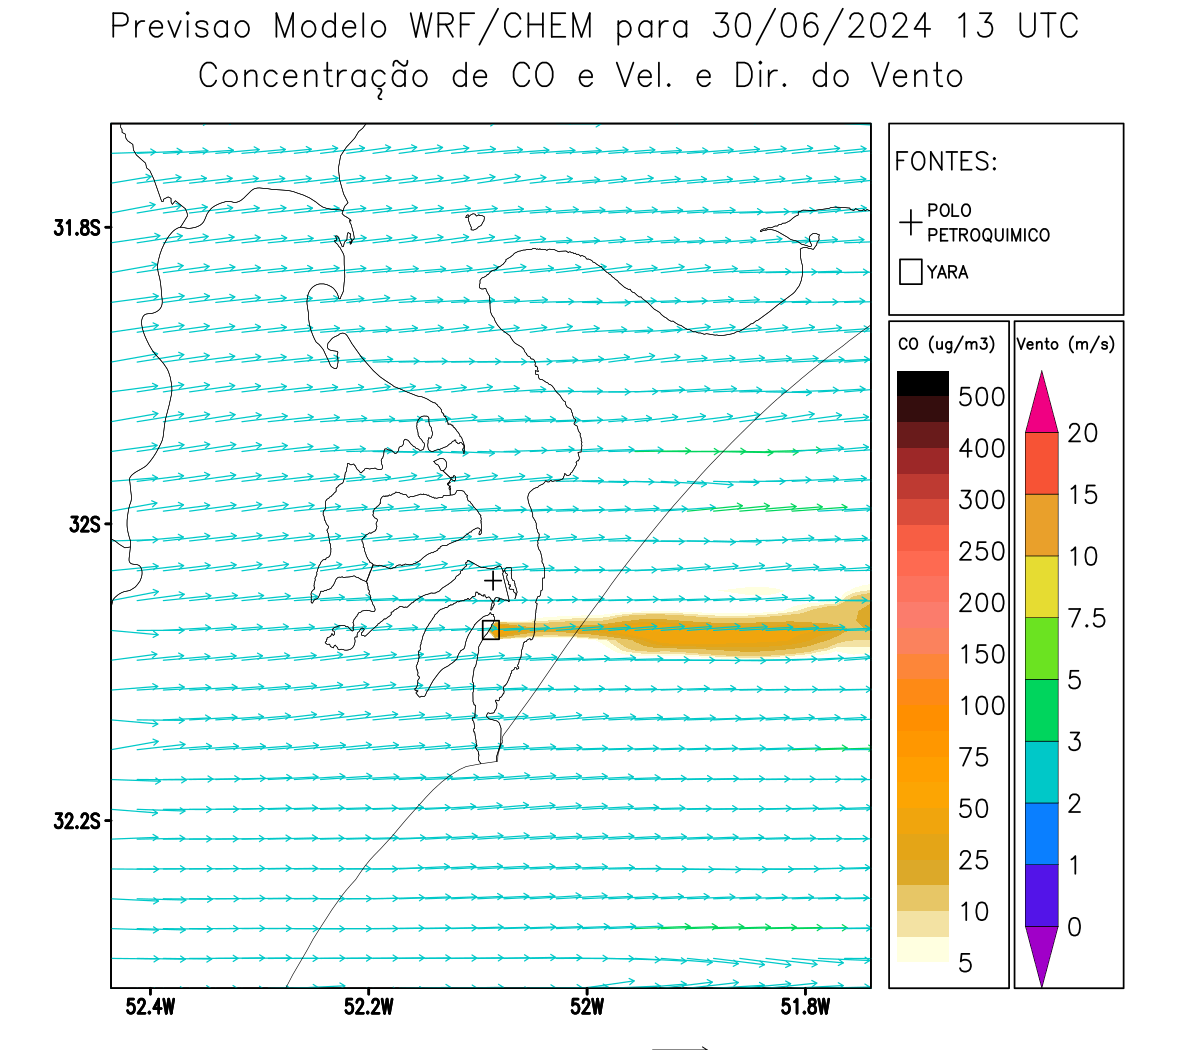 Previsao Modelo WRF/CHEM para 30/06/2024 13 UTC
Concentração de CO e Vel. e Dir. do Vento
FONTES:
POLO
PETROQUIMICO
YARA
31.8S
32S
32.2S
52.4W
52.2W
52W
51.8W
CO (ug/m3)
500
400
300
250
200
150
100
75
50
25
10
5
Vento (m/s)
20
15
10
7.5
5
3
2
1
0